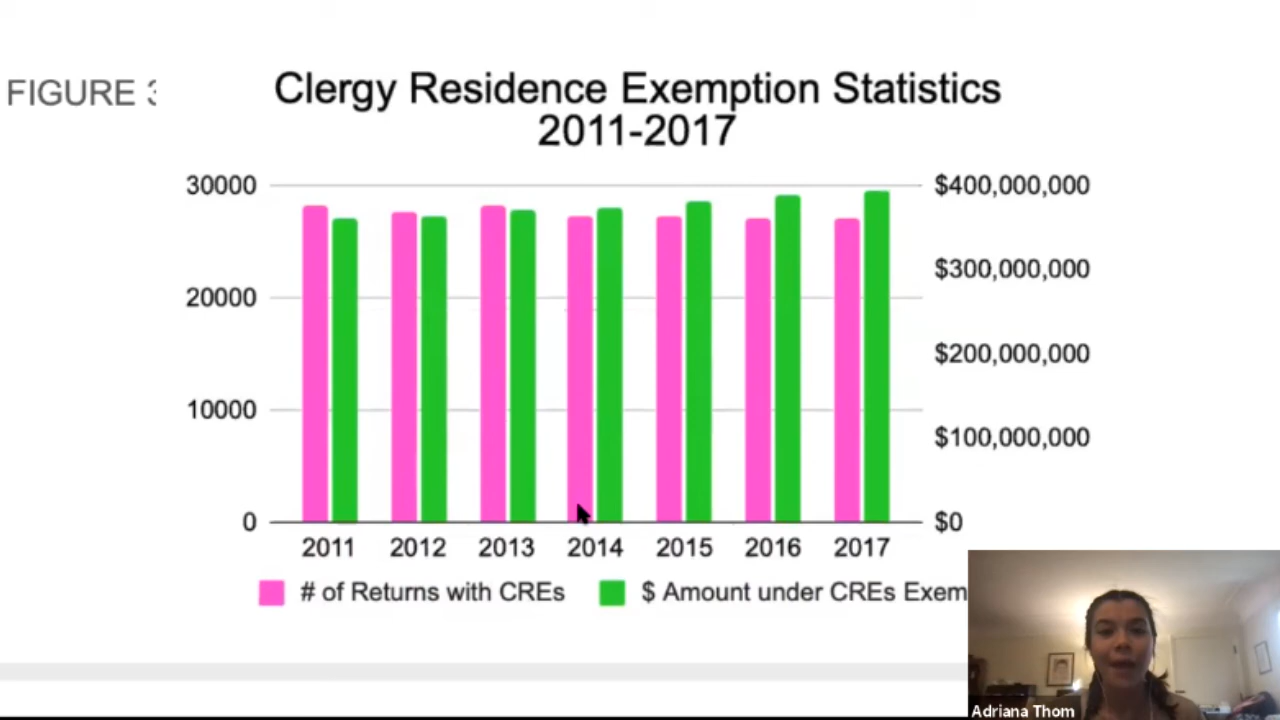 FIGURE
Clergy Residence Exemption Statistics
2011-2017
30000
$400,000,000
$300,000,000
20000
$200,000,000
10000
$100,000,000
0
$0
2011 2012 2013 2014 2015 2016 2017
# of Returns with CREs $ Amount under CREs Exem
Adriana Thom